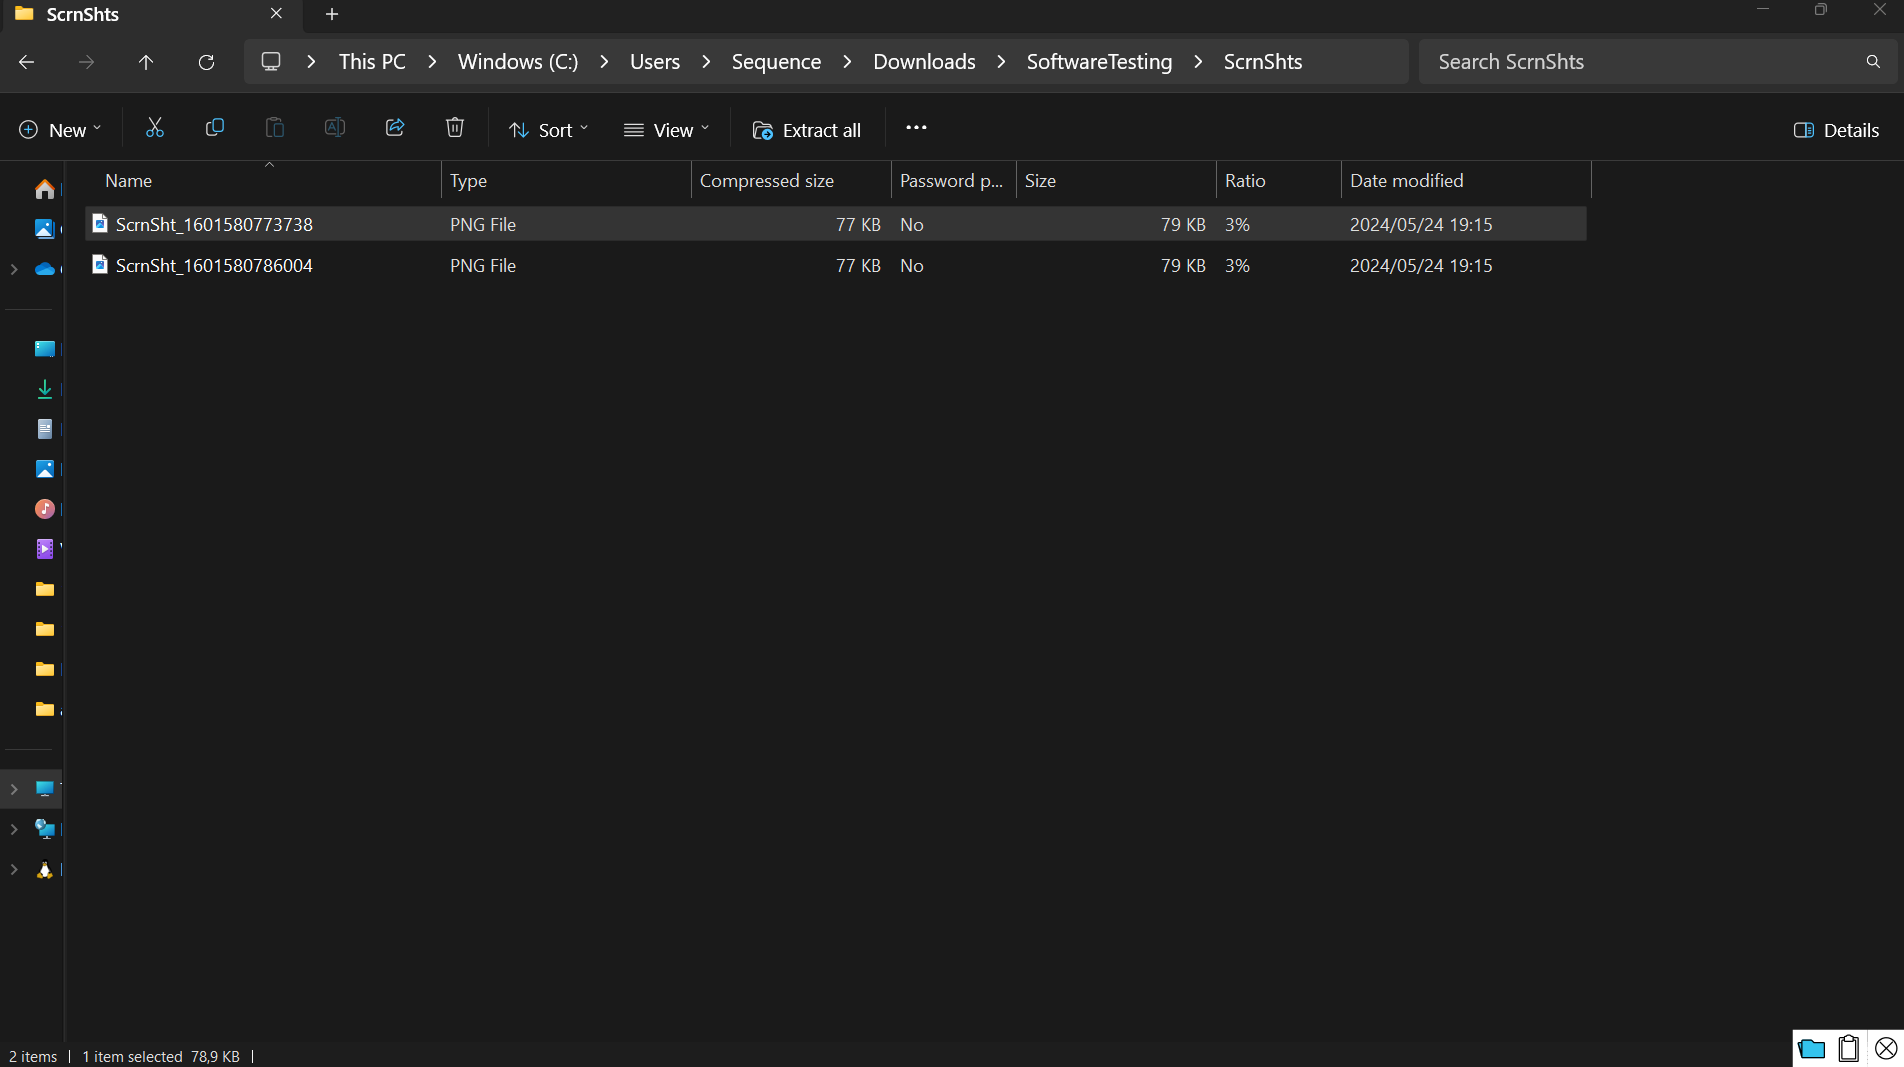 ScrnShts
This PC > Windows (C:) > Users > Sequence > Downloads > SoftwareTesting > ScrnShts
Search ScrnShts
New Sort View Extract all ... Details
Name Type Compressed size Password p... Size Ratio Date modified
ScrnSht_1601580773738 PNG File 77 KB No 79 KB 3% 2024/05/24 19:15
ScrnSht_1601580786004 PNG File 77 KB No 79 KB 3% 2024/05/24 19:15
2 items | 1 item selected 78,9 KB |